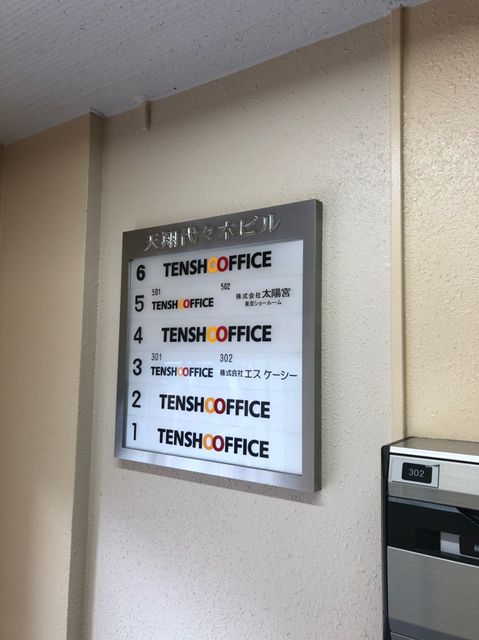 天翔代々木ビル
6 TENSHOOFFICE
501 502
5 TENSHOOFFICE 株式会社 太陽宮
東京ショールーム
4 TENSHOOFFICE
301 302
3 TENSHOOFFICE 株式会社 エス ケーシー
2 TENSHOOFFICE
1 TENSHOOFFICE
302